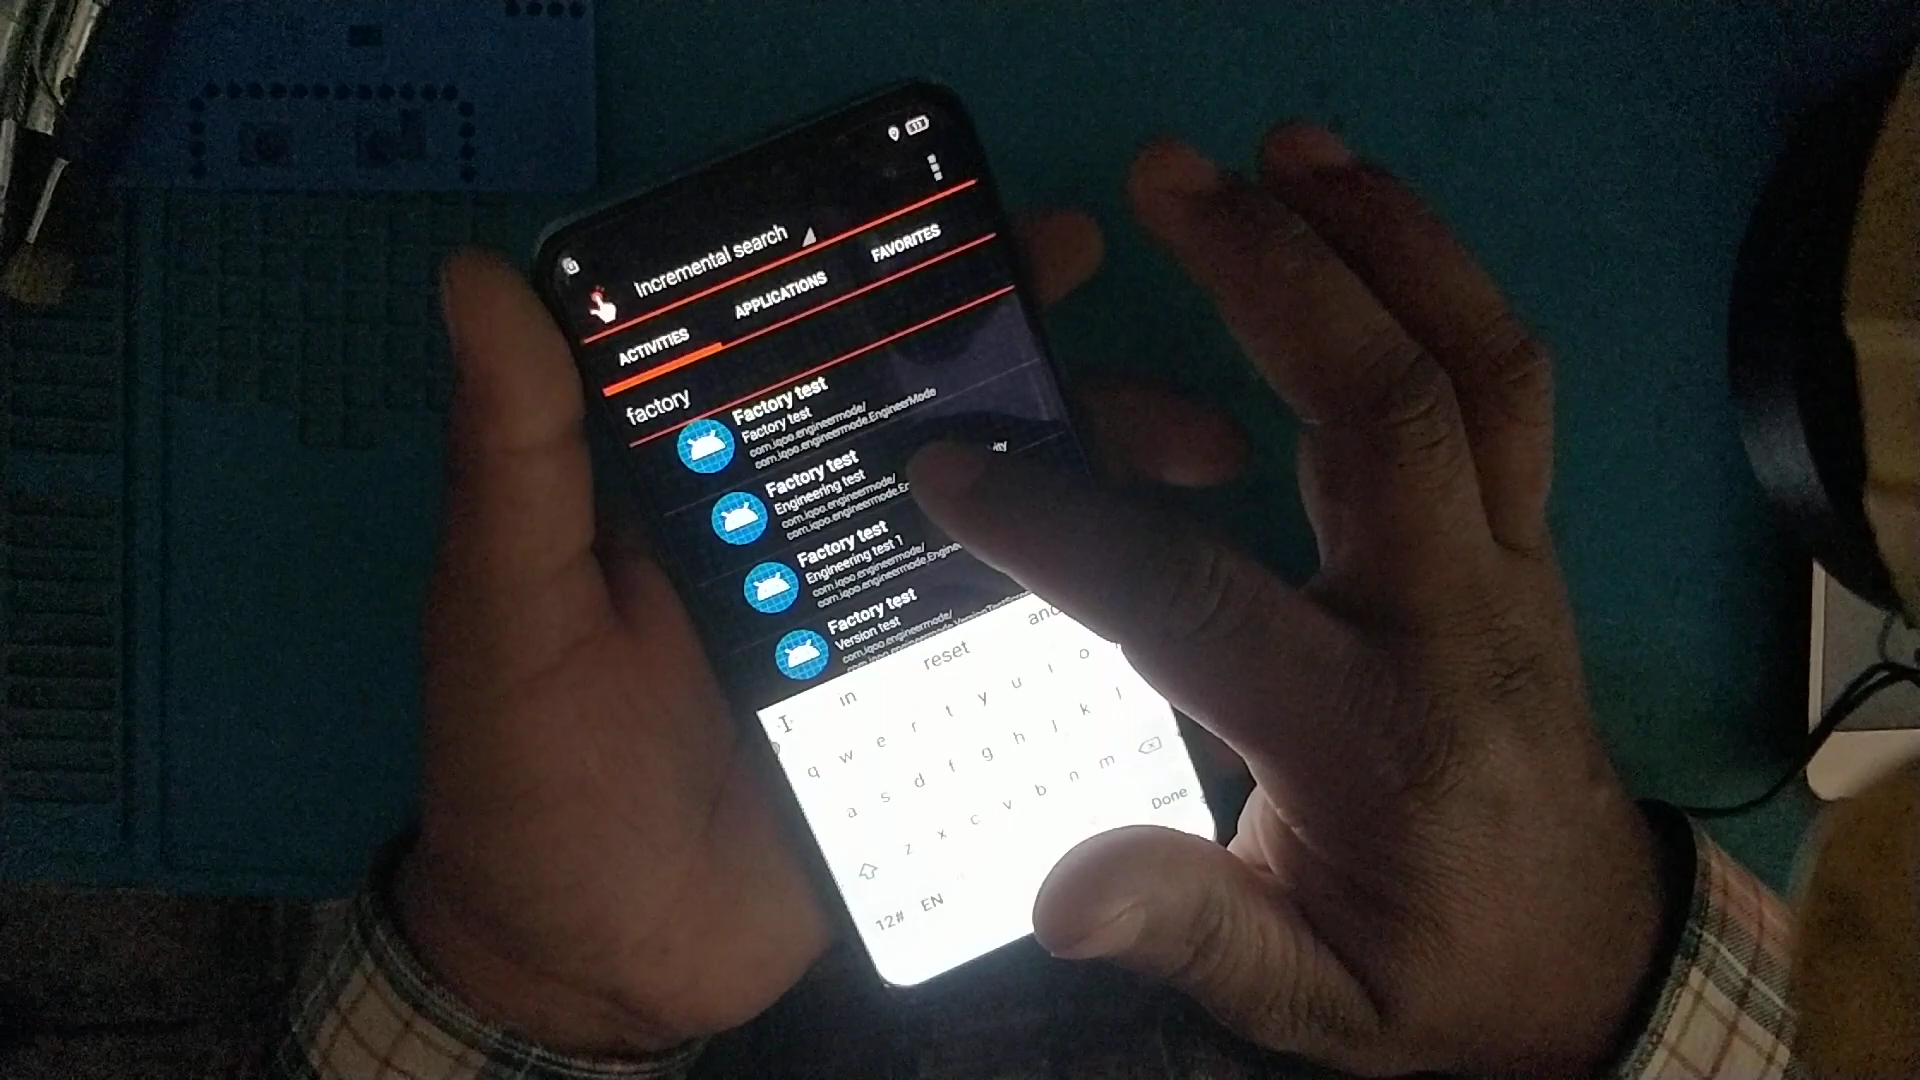 Incremental search
ACTIVITIES
APPLICATIONS
FAVORITES
factory
Factory test
Factory test
com.iqoo.engineermode/
com.iqoo.engineermode.EngineerMode
Factory test
Engineering test
com.iqoo.engineermode/
Factory test
Engineering test 1
com.iqoo.engineermode/
Factory test
Version test
com.iqoo.engineermode/
in
reset
q w e r t y u i o
a s d f g h j k l
z x c v b n m
12#
EN
Done